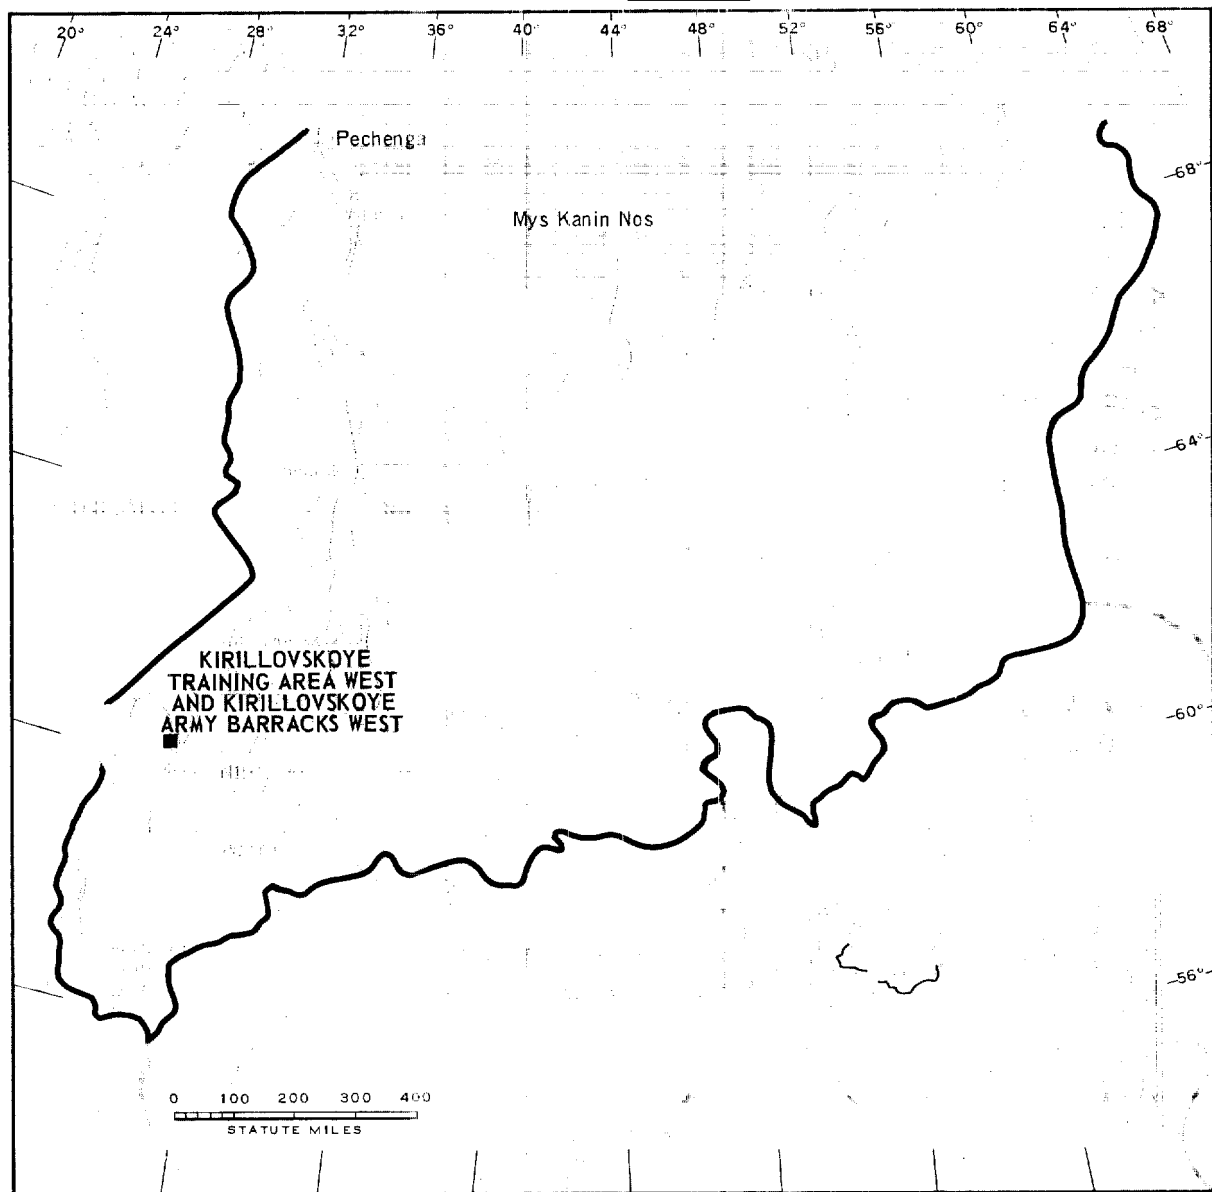 20° 24° 28° 32° 36° 40° 44° 48° 52° 56° 60° 64° 68°
Pechenga
68°
Mys Kanin Nos
64°
KIRILLOVSKOYE
TRAINING AREA WEST
AND KIRILLOVSKOYE
ARMY BARRACKS WEST
60°
56°
0 100 200 300 400
STATUTE MILES